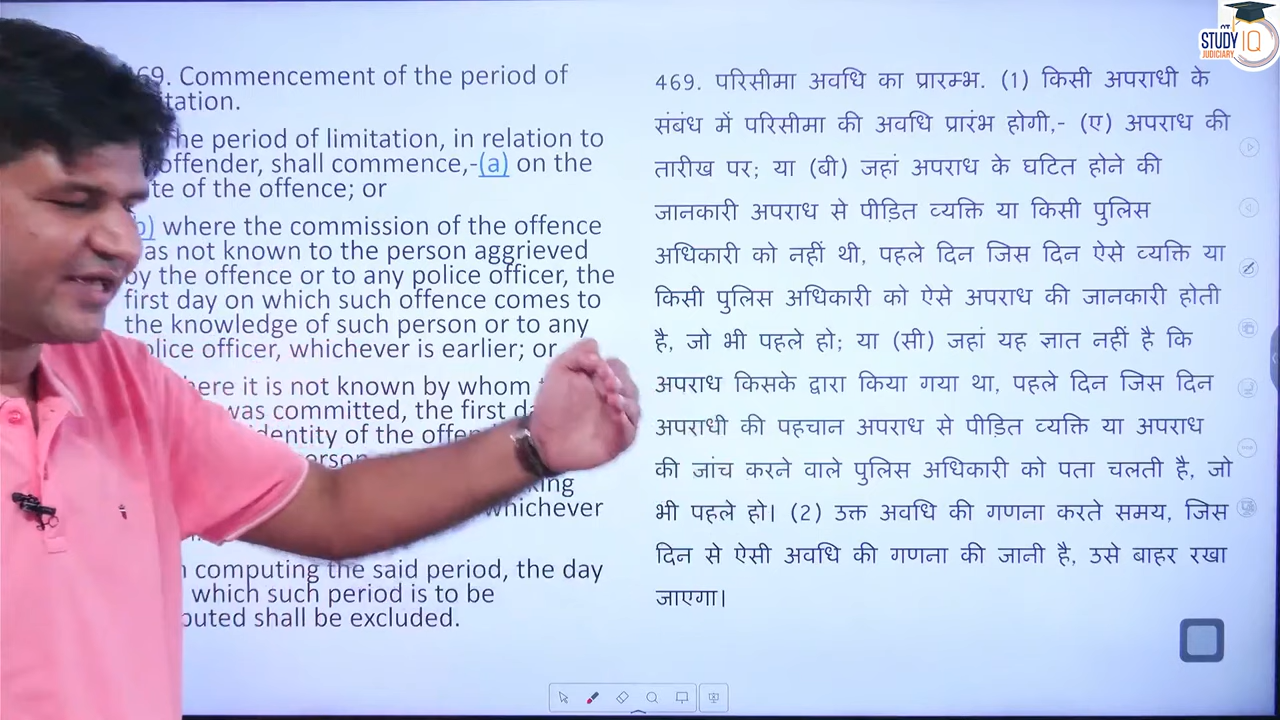 69. Commencement of the period of
itation.
he period of limitation, in relation to
offender, shall commence,-(a) on the
te of the offence; or
) where the commission of the offence
as not known to the person aggrieved
by the offence or to any police officer, the
first day on which such offence comes to
the knowledge of such person or to any
olice officer, whichever is earlier; or
here it is not known by whom
was committed, the first da
dentity of the offen
erson
king
whichever
computing the said period, the day
which such period is to be
puted shall be excluded.
469. परिसीमा अवधि का प्रारम्भ. (1) किसी अपराधी के
संबंध में परिसीमा की अवधि प्रारंभ होगी,- (ए) अपराध की
तारीख पर; या (बी) जहां अपराध के घटित होने की
जानकारी अपराध से पीड़ित व्यक्ति या किसी पुलिस
अधिकारी को नहीं थी, पहले दिन जिस दिन ऐसे व्यक्ति या
किसी पुलिस अधिकारी को ऐसे अपराध की जानकारी होती
है, जो भी पहले हो; या (सी) जहां यह ज्ञात नहीं है कि
अपराध किसके द्वारा किया गया था, पहले दिन जिस दिन
अपराधी की पहचान अपराध से पीड़ित व्यक्ति या अपराध
की जांच करने वाले पुलिस अधिकारी को पता चलती है, जो
भी पहले हो। (2) उक्त अवधि की गणना करते समय, जिस
दिन से ऐसी अवधि की गणना की जानी है, उसे बाहर रखा
जाएगा।
STUDY IQ
JUDICIARY